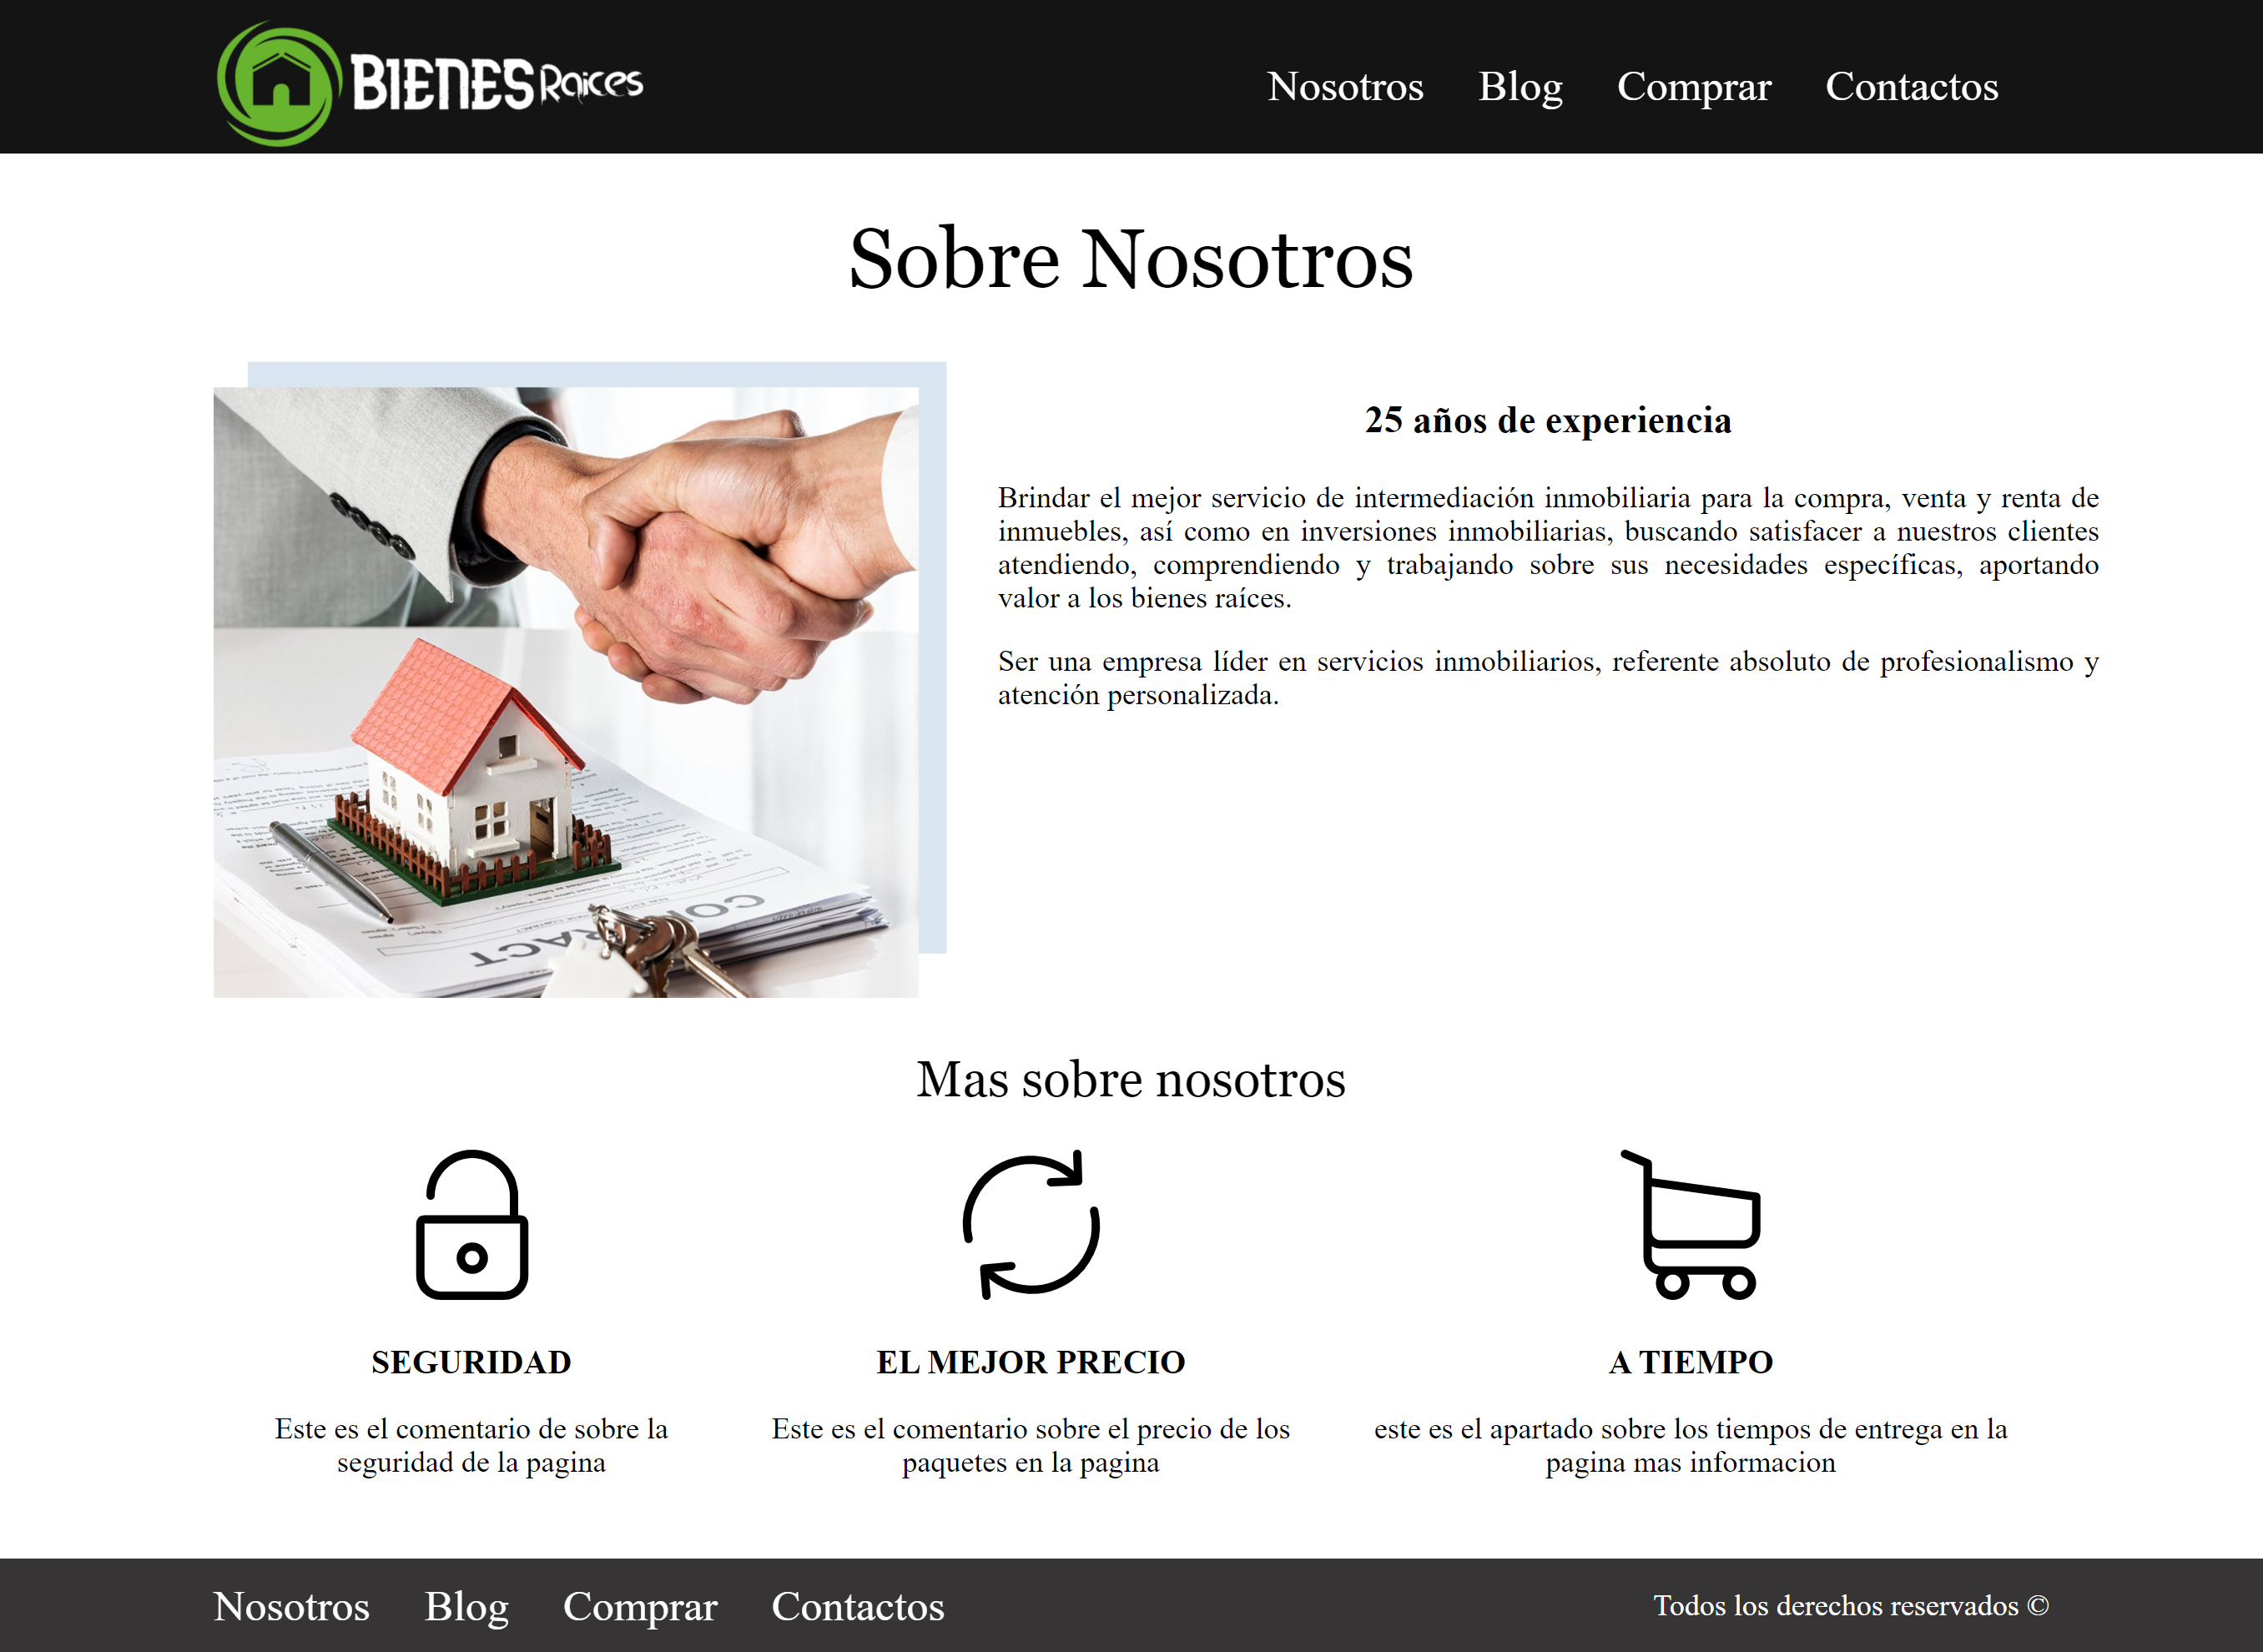 BIENES Raices
Nosotros Blog Comprar Contactos
Sobre Nosotros
25 años de experiencia
Brindar el mejor servicio de intermediación inmobiliaria para la compra, venta y renta de
inmuebles, así como en inversiones inmobiliarias, buscando satisfacer a nuestros clientes
atendiendo, comprendiendo y trabajando sobre sus necesidades específicas, aportando
valor a los bienes raíces.
Ser una empresa líder en servicios inmobiliarios, referente absoluto de profesionalismo y
atención personalizada.
Mas sobre nosotros
SEGURIDAD
Este es el comentario de sobre la
seguridad de la pagina
EL MEJOR PRECIO
Este es el comentario sobre el precio de los
paquetes en la pagina
A TIEMPO
este es el apartado sobre los tiempos de entrega en la
pagina mas informacion
Nosotros Blog Comprar Contactos
Todos los derechos reservados ©